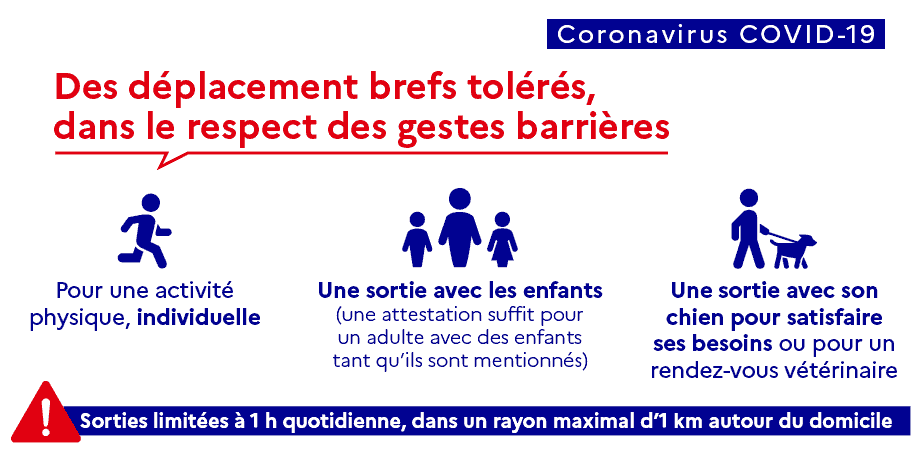 Coronavirus COVID-19
Des déplacement brefs tolérés,
dans le respect des gestes barrières
Pour une activité
physique, individuelle
Une sortie avec les enfants
(une attestation suffit pour
un adulte avec des enfants
tant qu'ils sont mentionnés)
Une sortie avec son
chien pour satisfaire
ses besoins ou pour un
rendez-vous vétérinaire
! Sorties limitées à 1 h quotidienne, dans un rayon maximal d'1 km autour du domicile